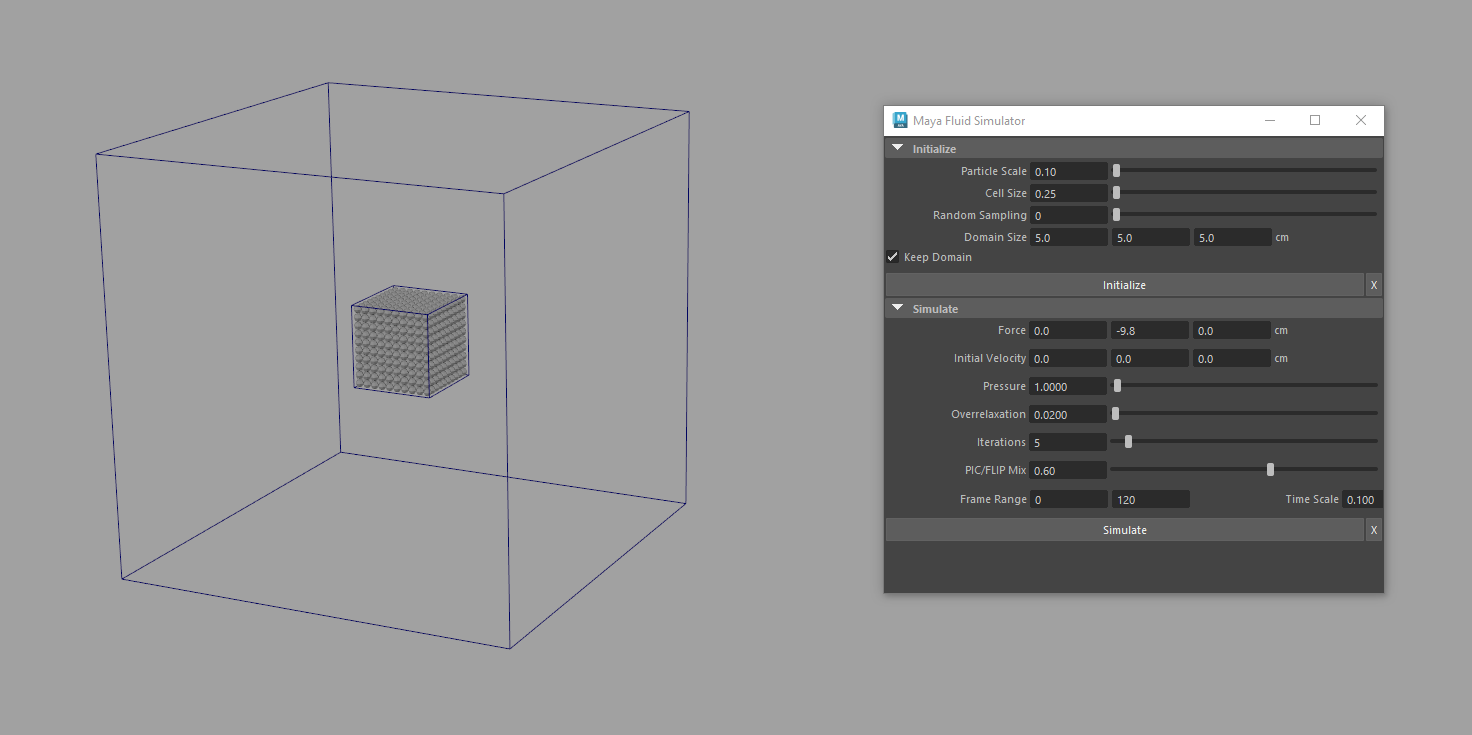 Maya Fluid Simulator
Initialize
Particle Scale 0.10
Cell Size 0.25
Random Sampling 0
Domain Size 5.0 5.0 5.0 cm
Keep Domain
Initialize X
Simulate
Force 0.0 -9.8 0.0 cm
Initial Velocity 0.0 0.0 0.0 cm
Pressure 1.0000
Overrelaxation 0.0200
Iterations 5
PIC/FLIP Mix 0.60
Frame Range 0 120 Time Scale 0.100
Simulate X